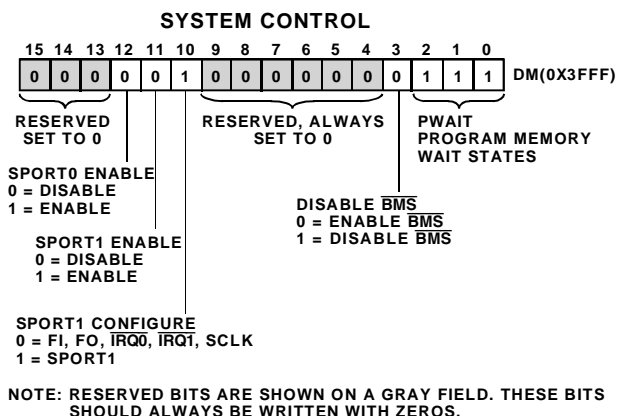 SYSTEM CONTROL
15 14 13 12 11 10 9 8 7 6 5 4 3 2 1 0
0 0 0 0 0 1 0 0 0 0 0 0 0 1 1 1 DM(0X3FFF)
RESERVED
SET TO 0
RESERVED, ALWAYS
SET TO 0
PWAIT
PROGRAM MEMORY
WAIT STATES
SPORT0 ENABLE
0 = DISABLE
1 = ENABLE
DISABLE BMS
0 = ENABLE BMS
1 = DISABLE BMS
SPORT1 ENABLE
0 = DISABLE
1 = ENABLE
SPORT1 CONFIGURE
0 = FI, FO, IRQ0, IRQ1, SCLK
1 = SPORT1
NOTE: RESERVED BITS ARE SHOWN ON A GRAY FIELD. THESE BITS
SHOULD ALWAYS BE WRITTEN WITH ZEROS.